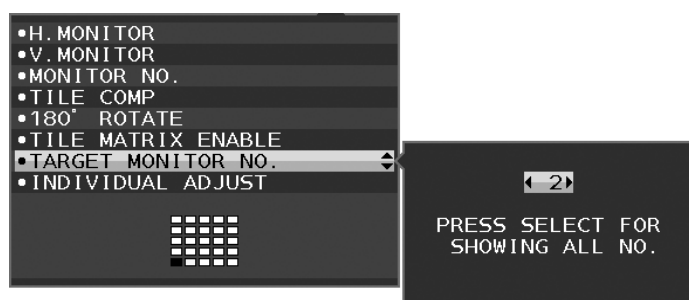 •H.MONITOR
•V.MONITOR
•MONITOR NO.
•TILE COMP
•180° ROTATE
•TILE MATRIX ENABLE
•TARGET MONITOR NO.
•INDIVIDUAL ADJUST
2
PRESS SELECT FOR
SHOWING ALL NO.